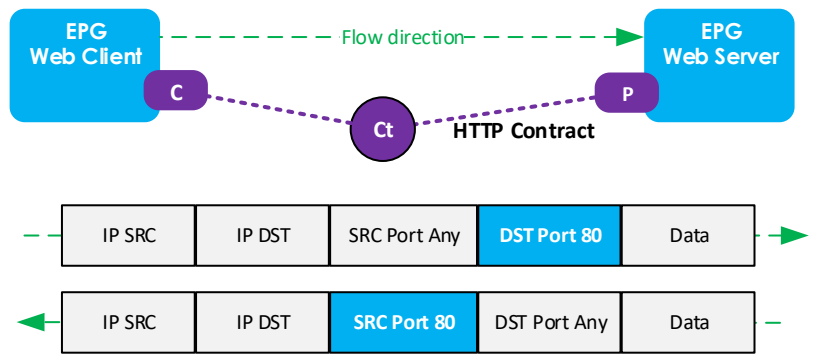 EPG
Web Client
Flow direction
EPG
Web Server
C
P
Ct
HTTP Contract
IP SRC
IP DST
SRC Port Any
DST Port 80
Data
IP SRC
IP DST
SRC Port 80
DST Port Any
Data